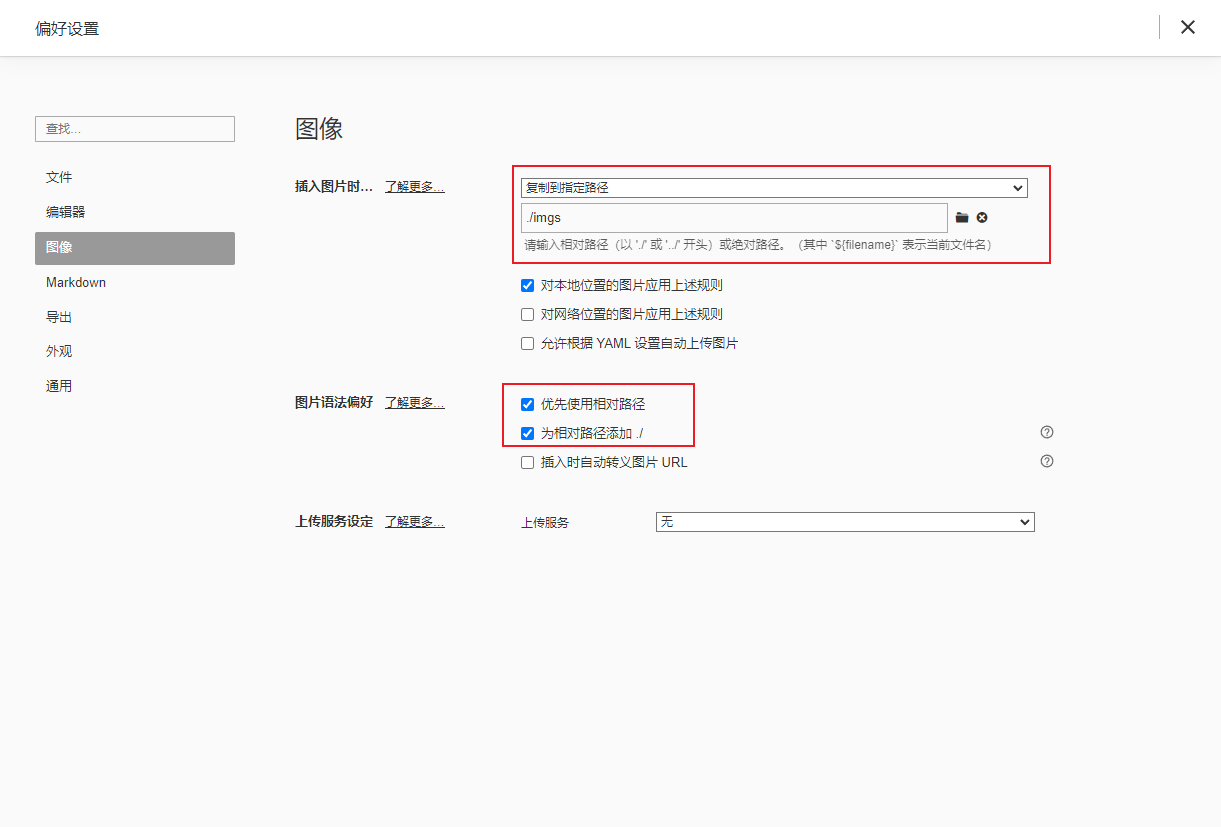 偏好设置
查找...
文件
编辑器
图像
Markdown
导出
外观
通用
图像
插入图片时... 了解更多...
复制到指定路径
./imgs
请输入相对路径（以 './' 或 '../' 开头）或绝对路径。（其中 `${filename}` 表示当前文件名）
对本地位置的图片应用上述规则
对网络位置的图片应用上述规则
允许根据 YAML 设置自动上传图片
图片语法偏好 了解更多...
优先使用相对路径
为相对路径添加 ./
插入时自动转义图片 URL
上传服务设定 了解更多...
上传服务 无